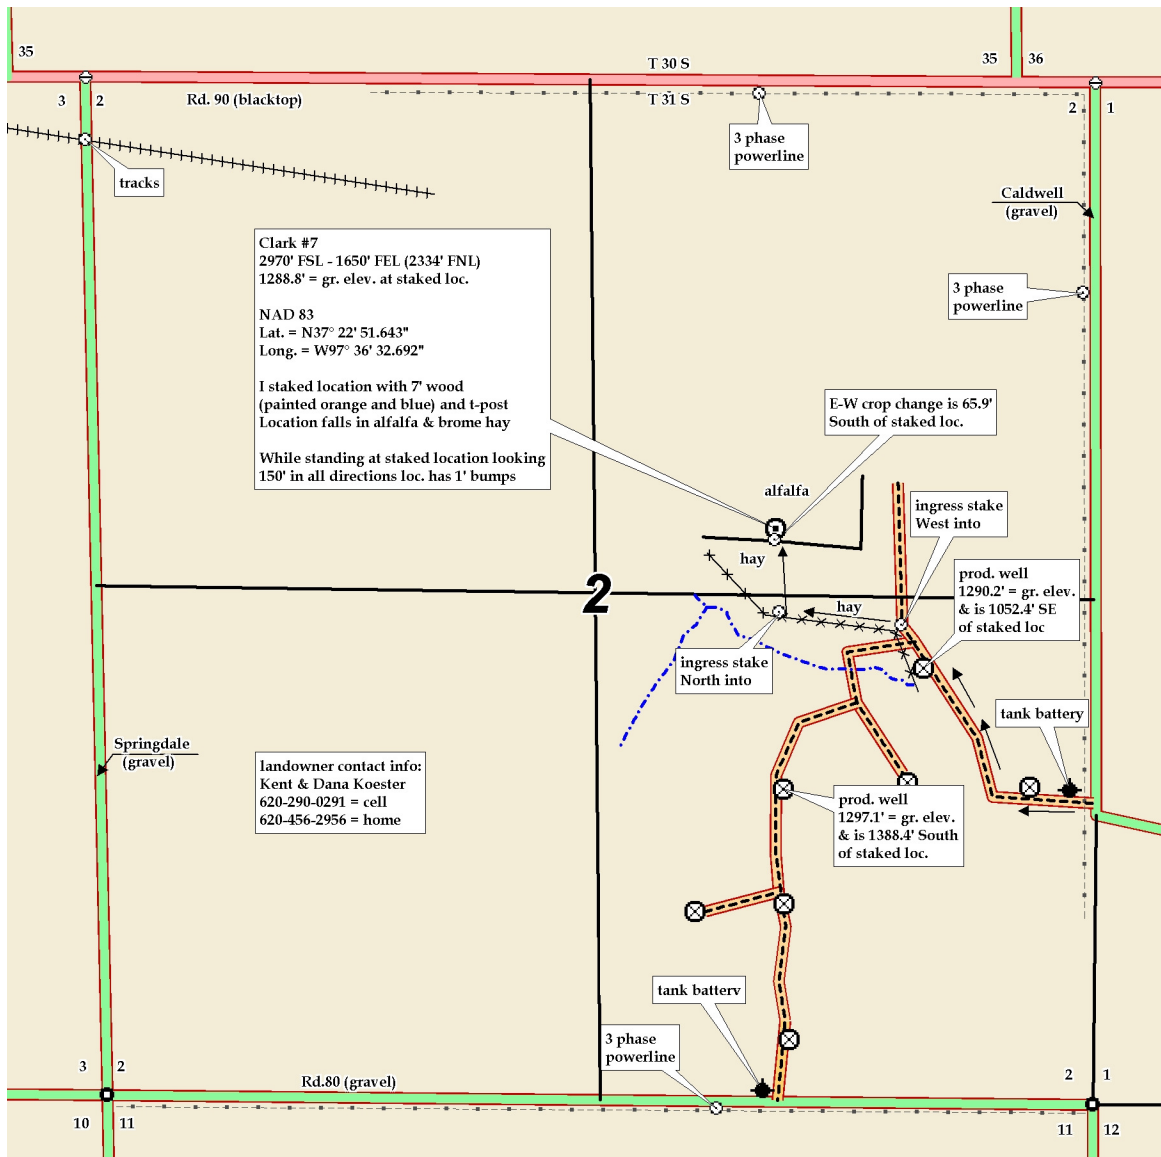 35
35
36
T 30 S
3
2
Rd. 90 (blacktop)
T 31 S
2
1
3 phase
powerline
tracks
Caldwell
(gravel)
Clark #7
2970' FSL - 1650' FEL (2334' FNL)
1288.8' = gr. elev. at staked loc.
NAD 83
Lat. = N37° 22' 51.643"
Long. = W97° 36' 32.692"
I staked location with 7' wood
(painted orange and blue) and t-post
Location falls in alfalfa & brome hay
While standing at staked location looking
150' in all directions loc. has 1' bumps
3 phase
powerline
E-W crop change is 65.9'
South of staked loc.
alfalfa
ingress stake
West into
hay
prod. well
1290.2' = gr. elev.
& is 1052.4' SE
of staked loc
2
hay
ingress stake
North into
tank battery
Springdale
(gravel)
landowner contact info:
Kent & Dana Koester
620-290-0291 = cell
620-456-2956 = home
prod. well
1297.1' = gr. elev.
& is 1388.4' South
of staked loc.
tank battery
3 phase
powerline
3
2
Rd.80 (gravel)
2
1
10
11
11
12